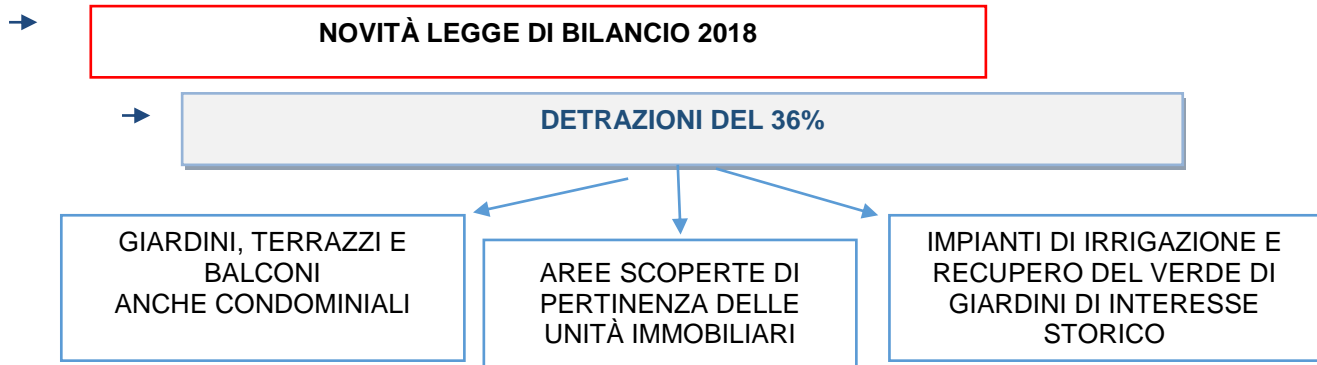 NOVITÀ LEGGE DI BILANCIO 2018
DETRAZIONI DEL 36%
GIARDINI, TERRAZZI E
BALCONI
ANCHE CONDOMINIALI
AREE SCOPERTE DI
PERTINENZA DELLE
UNITÀ IMMOBILIARI
IMPIANTI DI IRRIGAZIONE E
RECUPERO DEL VERDE DI
GIARDINI DI INTERESSE
STORICO